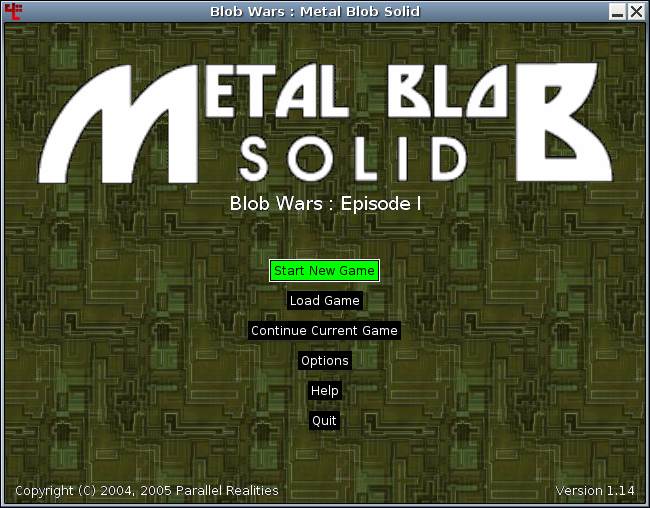 Blob Wars : Metal Blob Solid
METAL BLOB
SOLID
Blob Wars : Episode I
Start New Game
Load Game
Continue Current Game
Options
Help
Quit
Copyright (C) 2004, 2005 Parallel Realities
Version 1.14